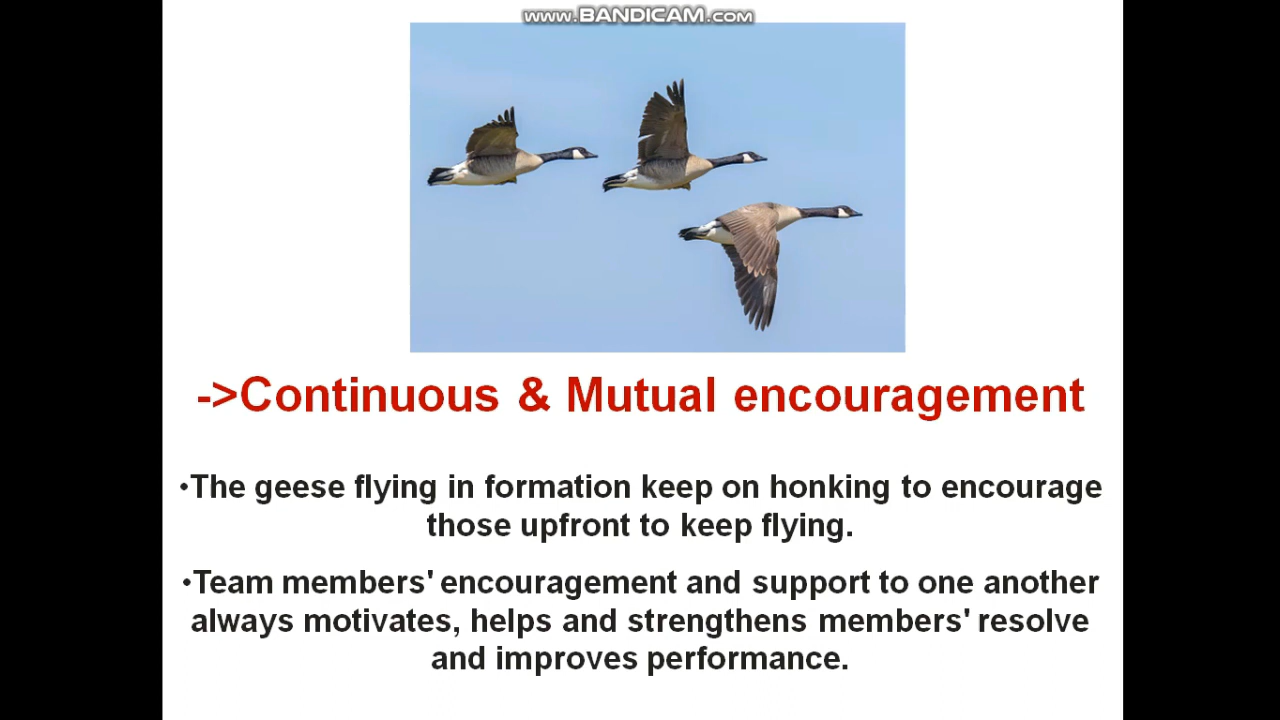 www.BANDICAM.com
->Continuous & Mutual encouragement
•The geese flying in formation keep on honking to encourage
those upfront to keep flying.
•Team members' encouragement and support to one another
always motivates, helps and strengthens members' resolve
and improves performance.